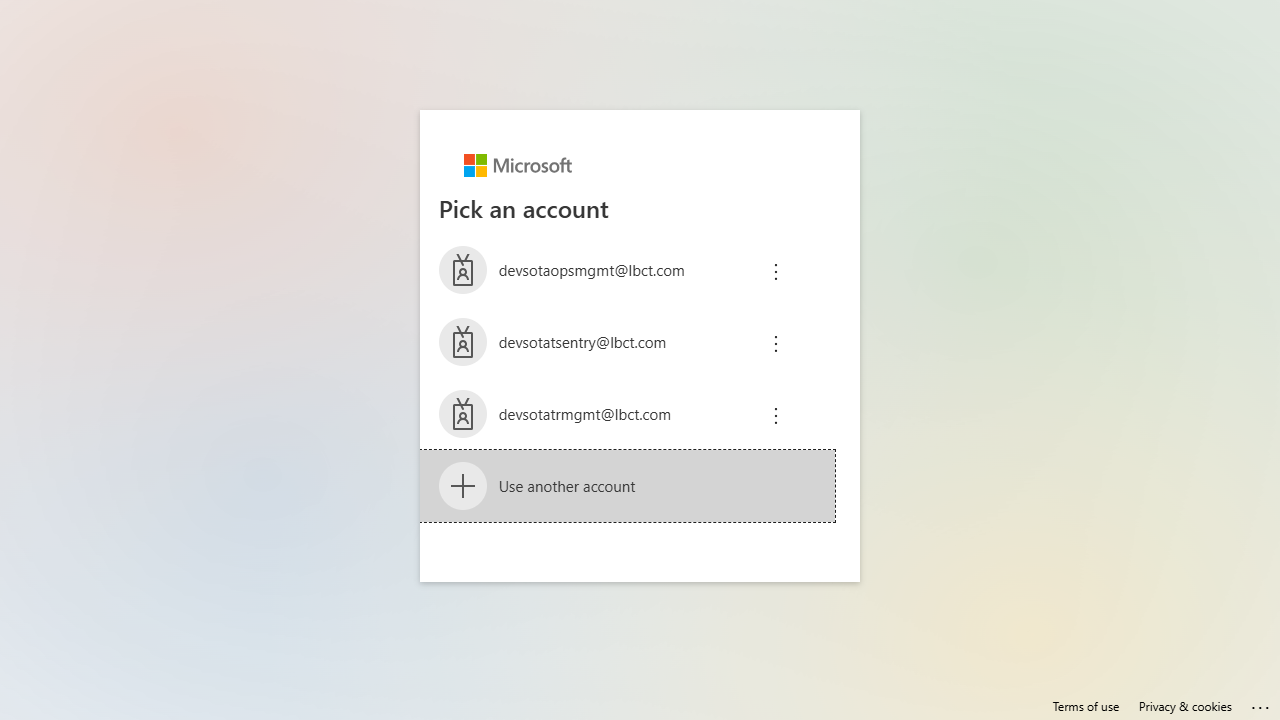 Microsoft
Pick an account
devsotaopsmgmt@lbct.com
devsotatsentry@lbct.com
devsotatrmgmt@lbct.com
Use another account
Terms of use Privacy & cookies ...